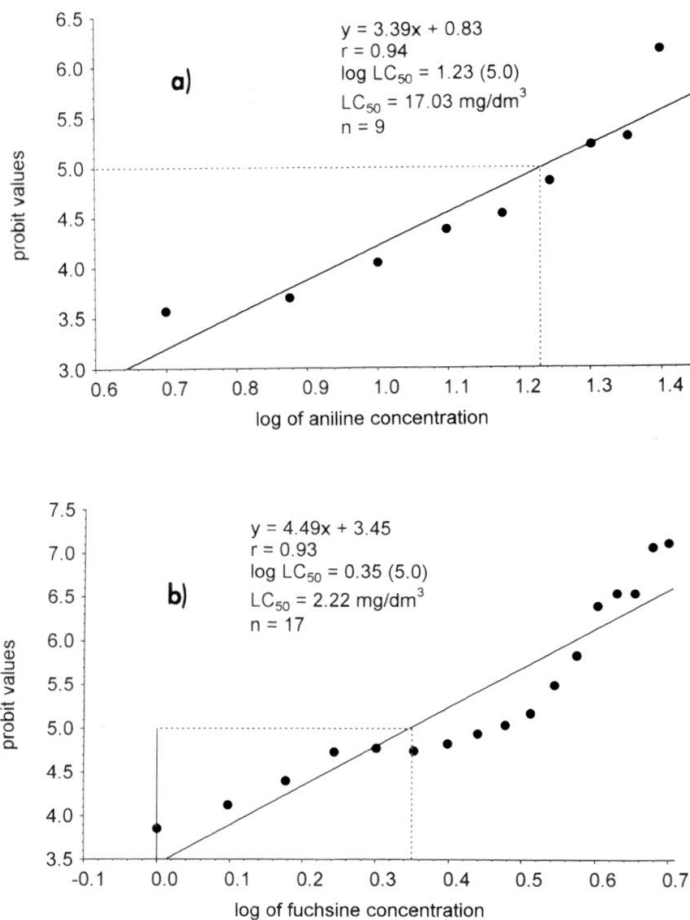 6.5
6.0
5.5
5.0
4.5
4.0
3.5
3.0
probit values
a)
y = 3.39x + 0.83
r = 0.94
log LC₅₀ = 1.23 (5.0)
LC₅₀ = 17.03 mg/dm³
n = 9
0.6 0.7 0.8 0.9 1.0 1.1 1.2 1.3 1.4
log of aniline concentration
7.5
7.0
6.5
6.0
5.5
5.0
4.5
4.0
3.5
probit values
b)
y = 4.49x + 3.45
r = 0.93
log LC₅₀ = 0.35 (5.0)
LC₅₀ = 2.22 mg/dm³
n = 17
-0.1 0.0 0.1 0.2 0.3 0.4 0.5 0.6 0.7
log of fuchsine concentration